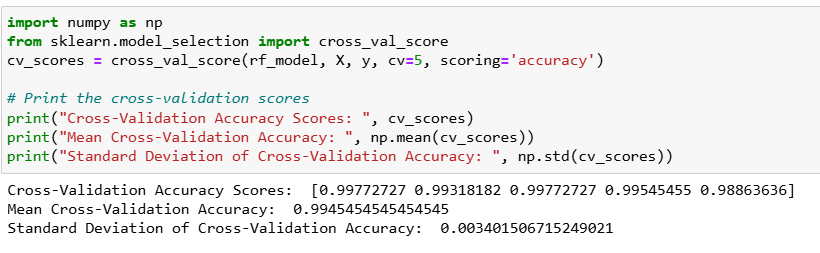 import numpy as np
from sklearn.model_selection import cross_val_score
cv_scores = cross_val_score(rf_model, X, y, cv=5, scoring='accuracy')
# Print the cross-validation scores
print("Cross-Validation Accuracy Scores: ", cv_scores)
print("Mean Cross-Validation Accuracy: ", np.mean(cv_scores))
print("Standard Deviation of Cross-Validation Accuracy: ", np.std(cv_scores))
Cross-Validation Accuracy Scores:  [0.99772727 0.99318182 0.99772727 0.99545455 0.98863636]
Mean Cross-Validation Accuracy:  0.9945454545454545
Standard Deviation of Cross-Validation Accuracy:  0.003401506715249021